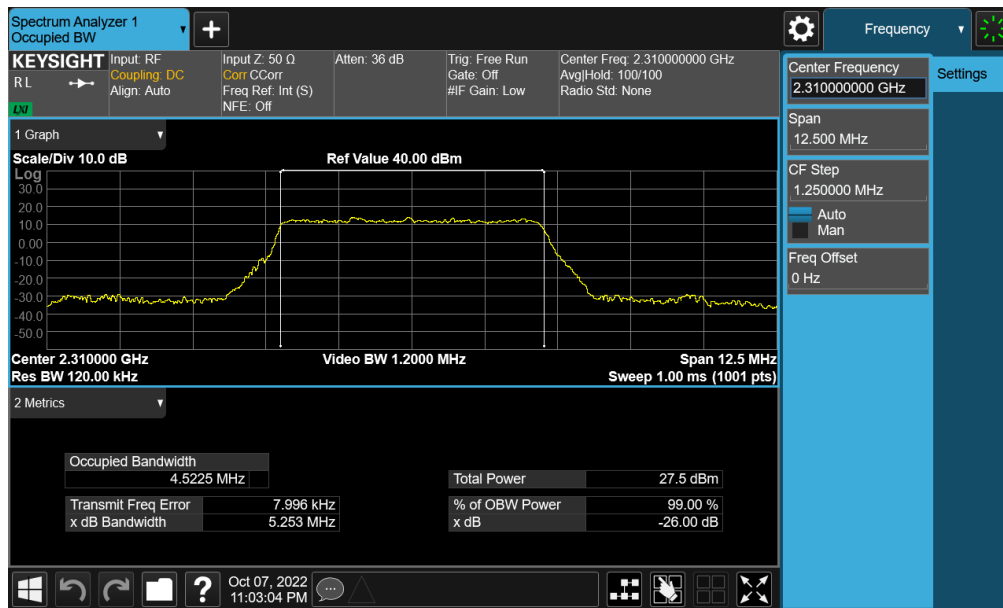 Spectrum Analyzer 1
Occupied BW
+
Frequency
KEYSIGHT
RL
LXI
Input: RF
Coupling: DC
Align: Auto
Input Z: 50 Ω
Corr CCorr
Freq Ref: Int (S)
NFE: Off
Atten: 36 dB
Trig: Free Run
Gate: Off
#IF Gain: Low
Center Freq: 2.310000000 GHz
Avg|Hold: 100/100
Radio Std: None
Center Frequency
2.310000000 GHz
Settings
Span
12.500 MHz
CF Step
1.250000 MHz
Auto
Man
Freq Offset
0 Hz
1 Graph
Scale/Div 10.0 dB
Ref Value 40.00 dBm
Log
30.0
20.0
10.0
0.00
-10.0
-20.0
-30.0
-40.0
-50.0
Center 2.310000 GHz
Video BW 1.2000 MHz
Span 12.5 MHz
Res BW 120.00 kHz
Sweep 1.00 ms (1001 pts)
2 Metrics
Occupied Bandwidth
4.5225 MHz
Total Power 27.5 dBm
Transmit Freq Error 7.996 kHz
% of OBW Power 99.00 %
x dB Bandwidth 5.253 MHz
x dB -26.00 dB
?
Oct 07, 2022
11:03:04 PM